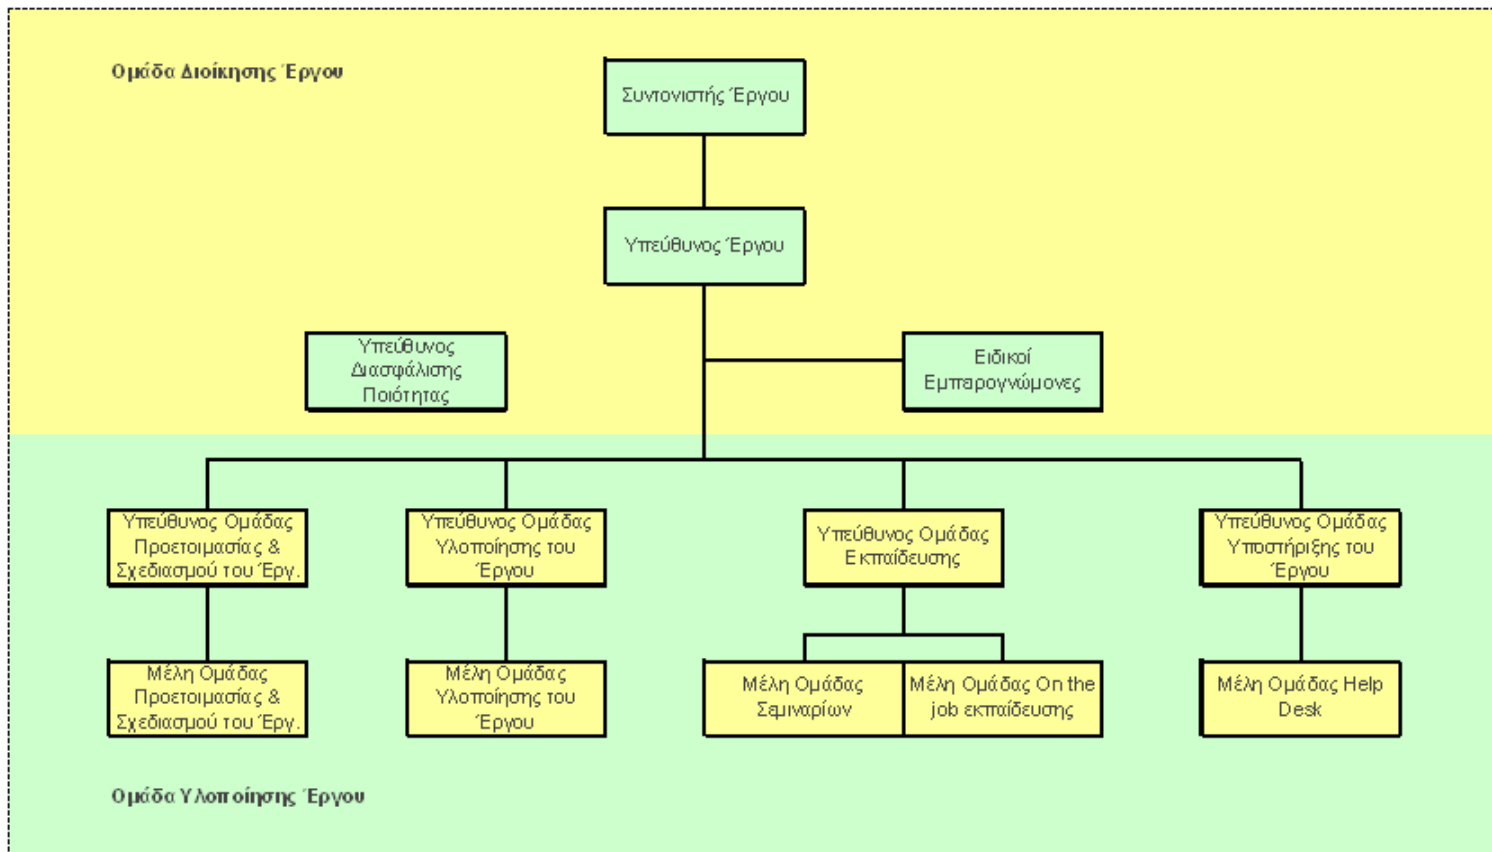 Ομάδα Διοίκησης Έργου
Συντονιστής Έργου
Υπεύθυνος Έργου
Υπεύθυνος
Διασφάλισης
Ποιότητας
Ειδικοί
Εμπειρογνώμονες
Υπεύθυνος Ομάδας
Προετοιμασίας &
Σχεδιασμού του Έργ.
Υπεύθυνος Ομάδας
Υλοποίησης του
Έργου
Υπεύθυνος Ομάδας
Εκπαίδευσης
Υπεύθυνος Ομάδας
Υποστήριξης του
Έργου
Μέλη Ομάδας
Προετοιμασίας &
Σχεδιασμού του Έργ.
Μέλη Ομάδας
Υλοποίησης του
Έργου
Μέλη Ομάδας
Σεμιναρίων
Μέλη Ομάδας On the
job εκπαίδευσης
Μέλη Ομάδας Help
Desk
Ομάδα Υλοποίησης Έργου